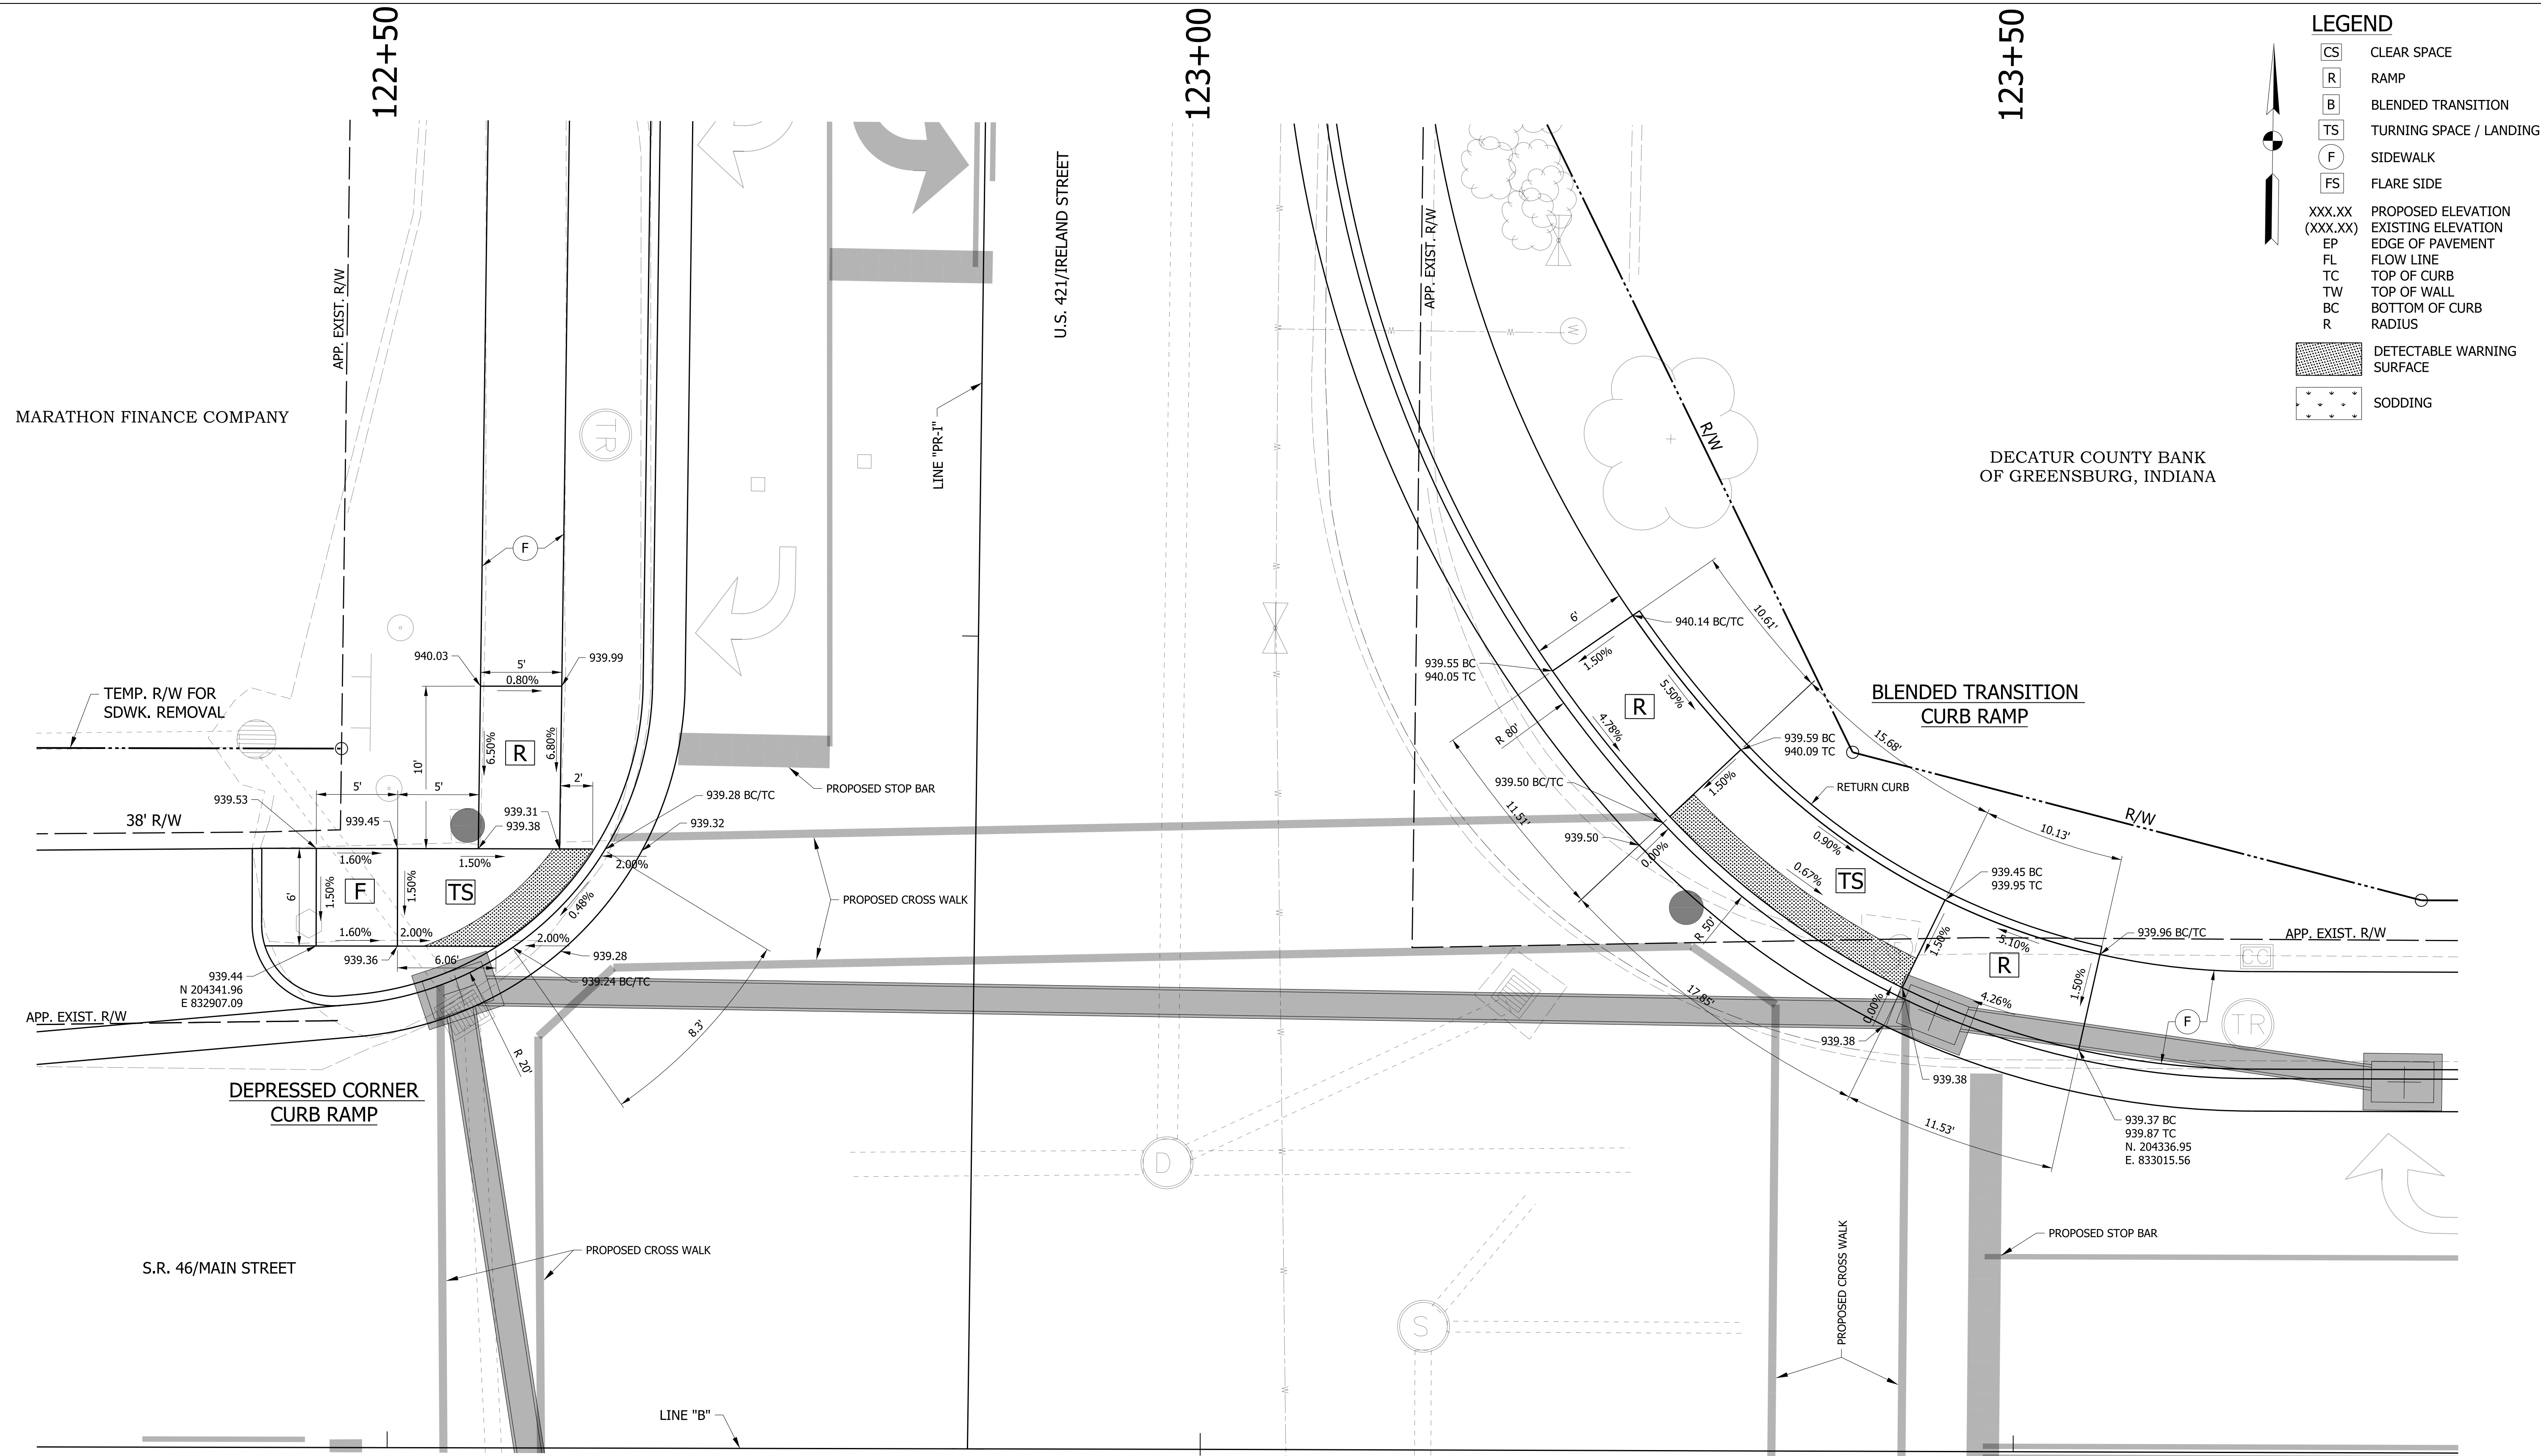 122+50
123+00
123+50
LEGEND
CS CLEAR SPACE
R RAMP
B BLENDED TRANSITION
TS TURNING SPACE / LANDING
F SIDEWALK
FS FLARE SIDE
XXX.XX PROPOSED ELEVATION
(XXX.XX) EXISTING ELEVATION
EP EDGE OF PAVEMENT
FL FLOW LINE
TC TOP OF CURB
TW TOP OF WALL
BC BOTTOM OF CURB
R RADIUS
DETECTABLE WARNING
SURFACE
SODDING
MARATHON FINANCE COMPANY
APP. EXIST. R/W
TEMP. R/W FOR
SDWK. REMOVAL
38' R/W
F
TR
940.03
5'
939.99
0.80%
10'
6.50%
R
6.80%
2'
5'
5'
939.53
939.45
939.31
939.38
939.28 BC/TC
939.32
1.60%
1.50%
2.00%
6'
1.50%
F
1.50%
TS
0.48%
1.60%
2.00%
2.00%
939.36
6.06'
939.28
939.24 BC/TC
939.44
N 204341.96
E 832907.09
APP. EXIST. R/W
R 20'
8.3'
DEPRESSED CORNER
CURB RAMP
S.R. 46/MAIN STREET
PROPOSED CROSS WALK
LINE "B"
LINE "PR-I"
U.S. 421/IRELAND STREET
PROPOSED STOP BAR
PROPOSED CROSS WALK
D
S
W
W
APP. EXIST. R/W
R/W
DECATUR COUNTY BANK
OF GREENSBURG, INDIANA
6'
940.14 BC/TC
10.61'
939.55 BC
940.05 TC
1.50%
5.50%
R
R 80'
4.78%
BLENDED TRANSITION
CURB RAMP
939.59 BC
940.09 TC
15.68'
939.50 BC/TC
1.50%
RETURN CURB
11.51'
939.50
0.00%
0.90%
10.13'
R/W
0.67%
TS
939.45 BC
939.95 TC
R 50'
1.50%
5.10%
939.96 BC/TC
APP. EXIST. R/W
CC
R
1.50%
17.85'
0.00%
4.26%
F
TR
939.38
939.38
11.53'
939.37 BC
939.87 TC
N. 204336.95
E. 833015.56
PROPOSED CROSS WALK
PROPOSED STOP BAR